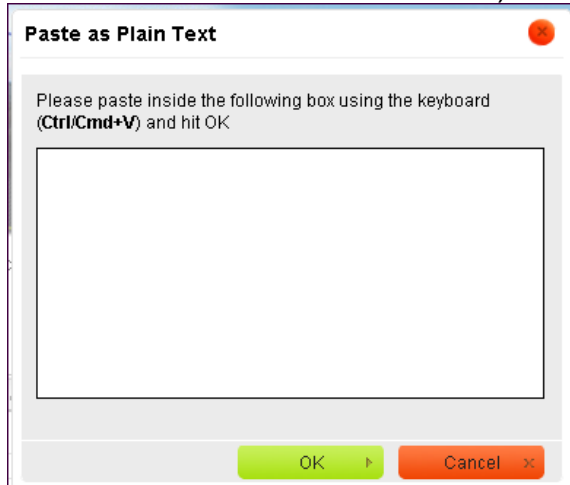 Paste as Plain Text
Please paste inside the following box using the keyboard
(Ctrl/Cmd+V) and hit OK
OK
Cancel